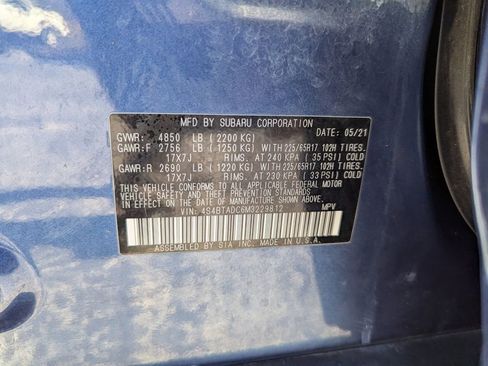 MFD BY SUBARU CORPORATION
GVWR: 4850 LB (2200 KG) DATE: 05/21
GAWR:F 2756 LB (1250 KG) WITH 225/65R17 102H TIRES.
17X7J RIMS. AT 240 KPA (35 PSI) COLD
GAWR:R 2690 LB (1220 KG) WITH 225/65R17 102H TIRES.
17X7J RIMS. AT 230 KPA (33 PSI) COLD
THIS VEHICLE CONFORMS TO ALL APPLICABLE FEDERAL MOTOR
VEHICLE SAFETY AND THEFT PREVENTION STANDARDS
IN EFFECT ON THE DATE OF MANUFACTURE SHOWN ABOVE.
VIN: 4S4BTADC6M3229812 MPV
ASSEMBLED BY SIA INC. MADE IN U.S.A.